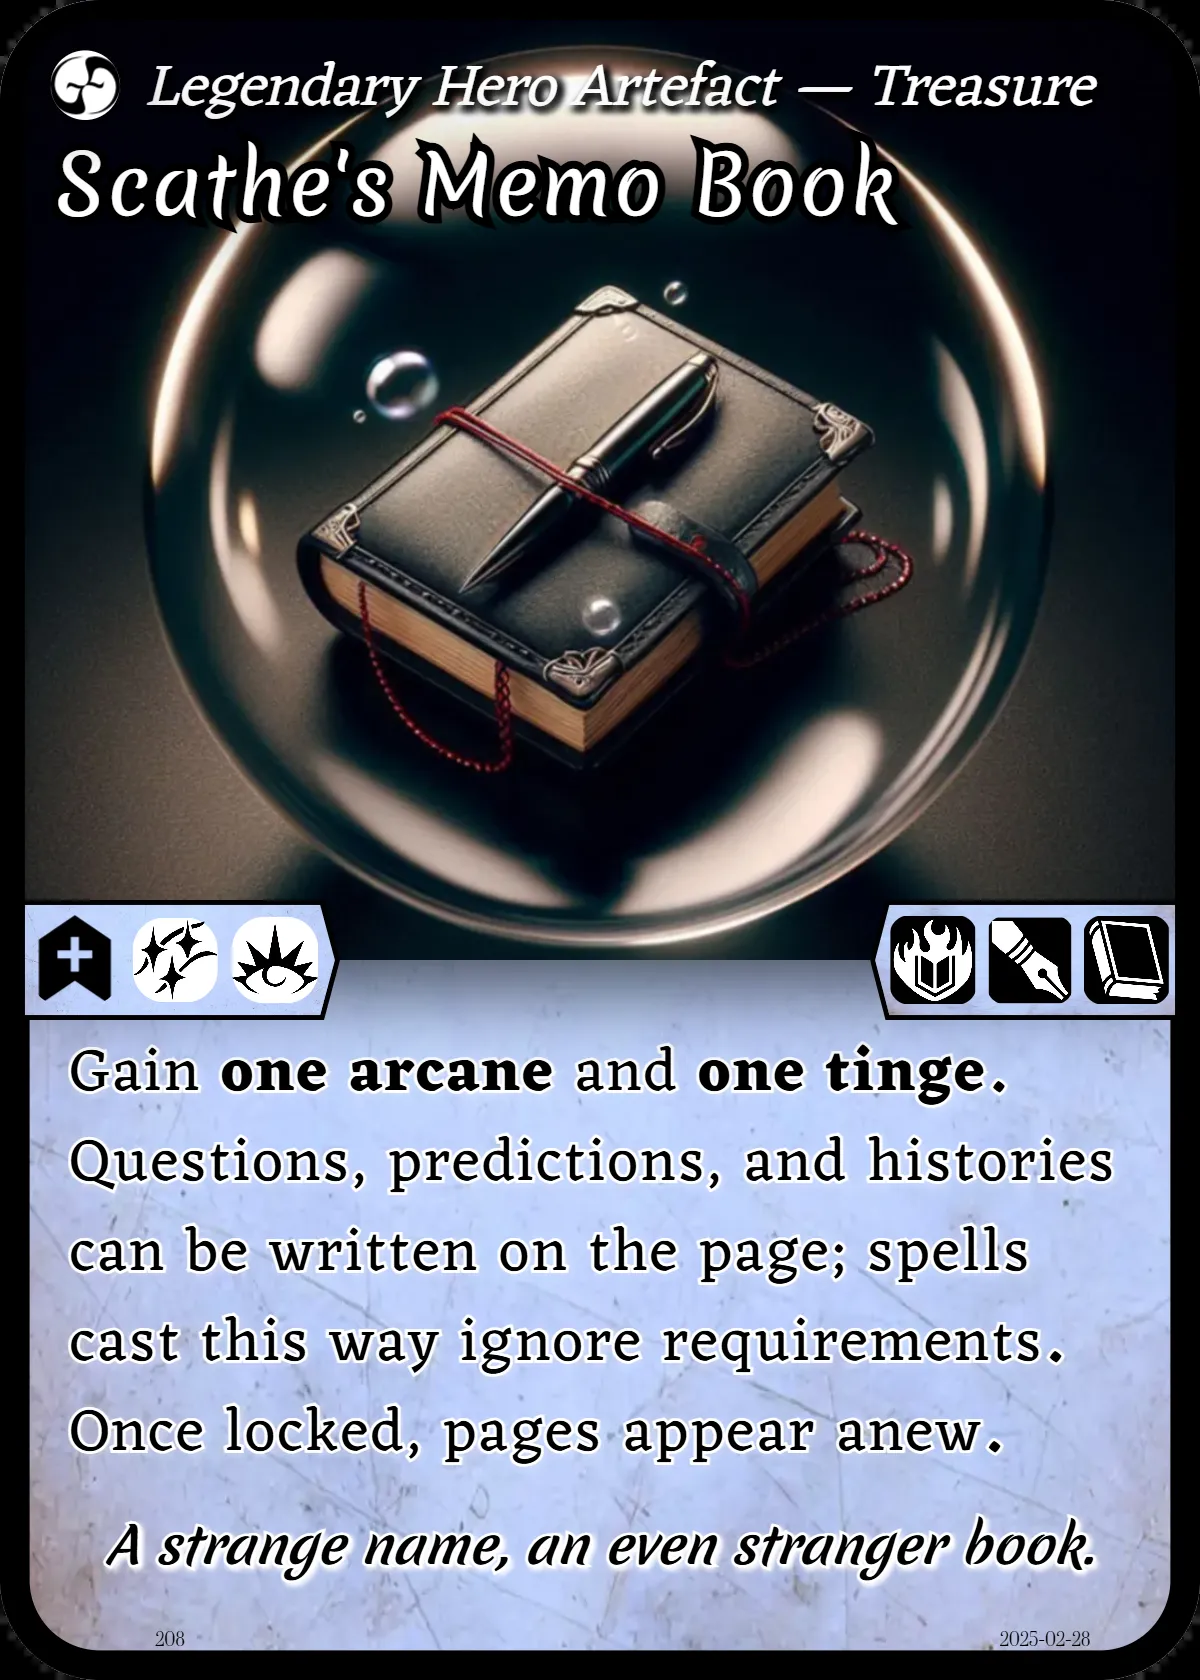 Legendary Hero Artefact — Treasure
Scathe's Memo Book
Gain one arcane and one tinge.
Questions, predictions, and histories
can be written on the page; spells
cast this way ignore requirements.
Once locked, pages appear anew.
A strange name, an even stranger book.
208
2025-02-28